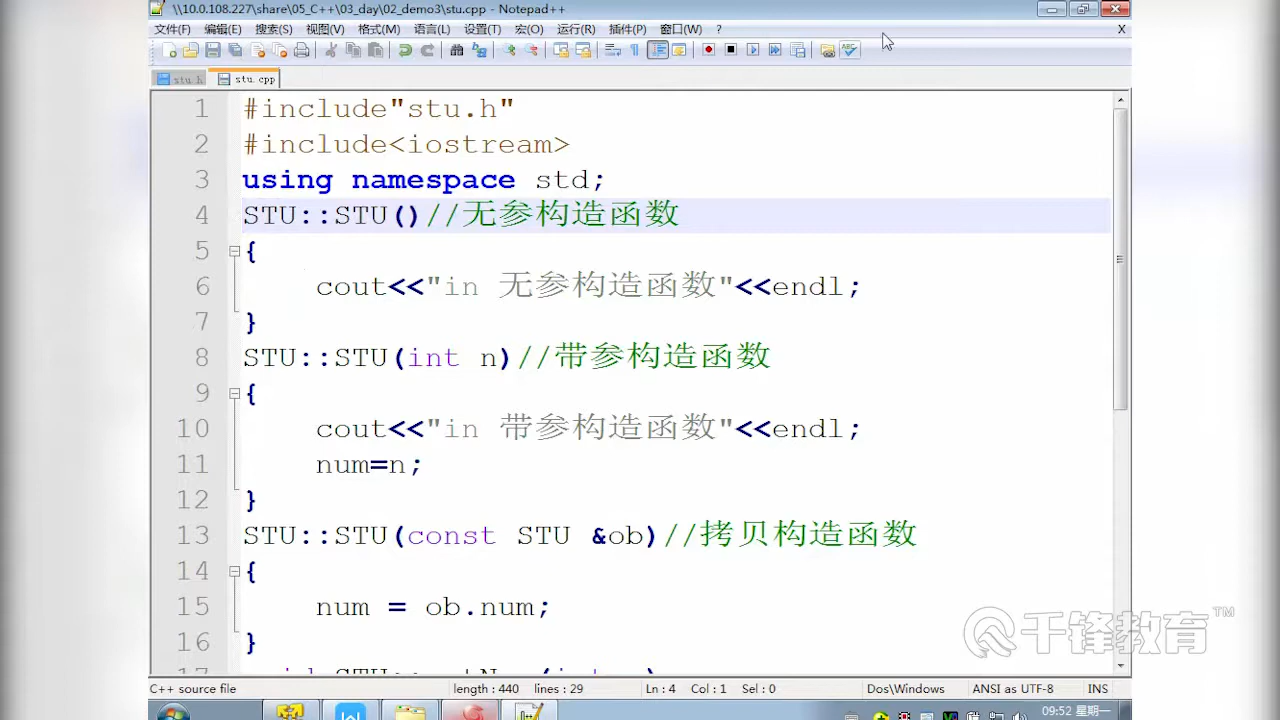 \\10.0.108.227\share\05_C++\03_day\02_demo3\stu.cpp - Notepad++
文件(F) 编辑(E) 搜索(S) 视图(V) 格式(M) 语言(L) 设置(T) 宏(O) 运行(R) 插件(P) 窗口(W) ? X
stu.h stu.cpp
1 #include"stu.h"
2 #include<iostream>
3 using namespace std;
4 STU::STU()//无参构造函数
5 {
6 cout<<"in 无参构造函数"<<endl;
7 }
8 STU::STU(int n)//带参构造函数
9 {
10 cout<<"in 带参构造函数"<<endl;
11 num=n;
12 }
13 STU::STU(const STU &ob)//拷贝构造函数
14 {
15 num = ob.num;
16 }
千锋教育™
C++ source file length : 440 lines : 29 Ln : 4 Col : 1 Sel : 0 Dos\Windows ANSI as UTF-8 INS
09:52 星期一